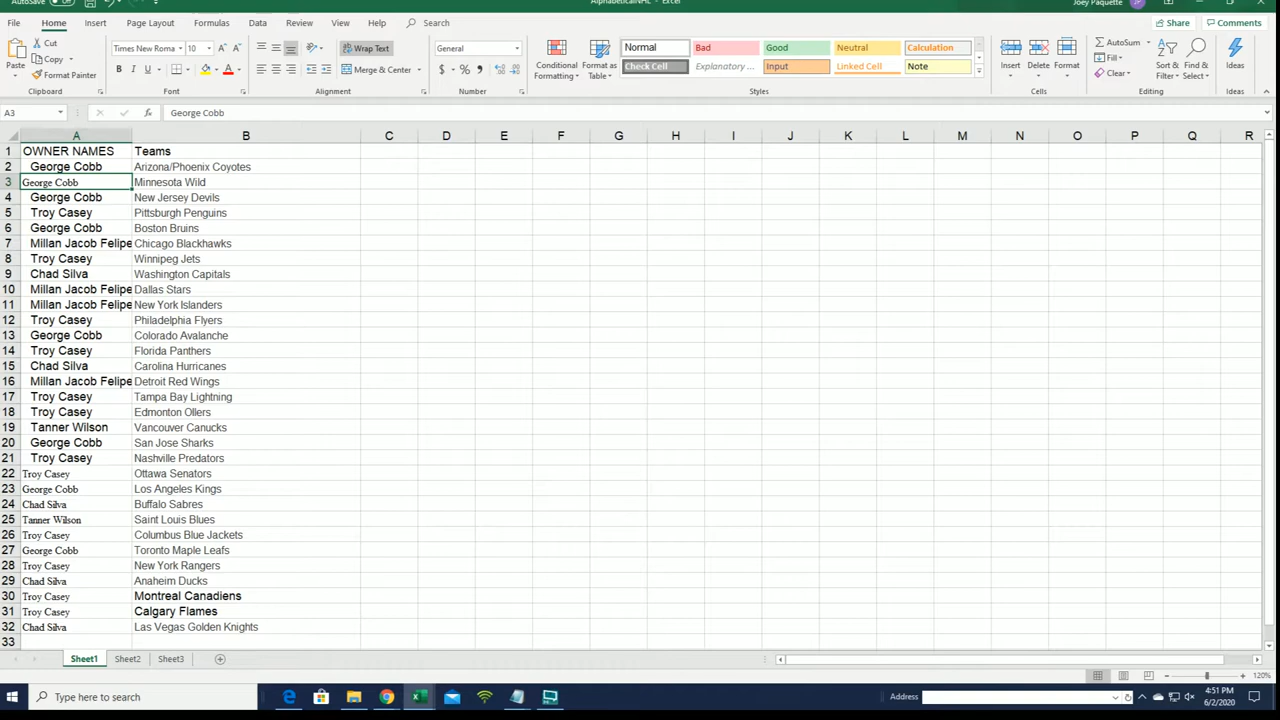 AutoSave Off AlphabeticalNHL - Excel Joey Paquette JP
File Home Insert Page Layout Formulas Data Review View Help Search Share Comments
Paste Cut Copy Format Painter Times New Roma 10 Wrap Text General Conditional Formatting Format as Table Normal Bad Good Neutral Calculation Insert Delete Format AutoSum Sort & Filter Find & Select Ideas
B I U A Merge & Center $ % Check Cell Explanatory ... Input Linked Cell Note Fill Clear
Clipboard Font Alignment Number Styles Cells Editing Ideas
A3 fx George Cobb
A B C D E F G H I J K L M N O P Q R
1 OWNER NAMES Teams
2 George Cobb Arizona/Phoenix Coyotes
3 George Cobb Minnesota Wild
4 George Cobb New Jersey Devils
5 Troy Casey Pittsburgh Penguins
6 George Cobb Boston Bruins
7 Millan Jacob Felipe Chicago Blackhawks
8 Troy Casey Winnipeg Jets
9 Chad Silva Washington Capitals
10 Millan Jacob Felipe Dallas Stars
11 Millan Jacob Felipe New York Islanders
12 Troy Casey Philadelphia Flyers
13 George Cobb Colorado Avalanche
14 Troy Casey Florida Panthers
15 Chad Silva Carolina Hurricanes
16 Millan Jacob Felipe Detroit Red Wings
17 Troy Casey Tampa Bay Lightning
18 Troy Casey Edmonton Ollers
19 Tanner Wilson Vancouver Canucks
20 George Cobb San Jose Sharks
21 Troy Casey Nashville Predators
22 Troy Casey Ottawa Senators
23 George Cobb Los Angeles Kings
24 Chad Silva Buffalo Sabres
25 Tanner Wilson Saint Louis Blues
26 Troy Casey Columbus Blue Jackets
27 George Cobb Toronto Maple Leafs
28 Troy Casey New York Rangers
29 Chad Silva Anaheim Ducks
30 Troy Casey Montreal Canadiens
31 Troy Casey Calgary Flames
32 Chad Silva Las Vegas Golden Knights
33
Sheet1 Sheet2 Sheet3
120%
Type here to search Address 4:51 PM
6/2/2020